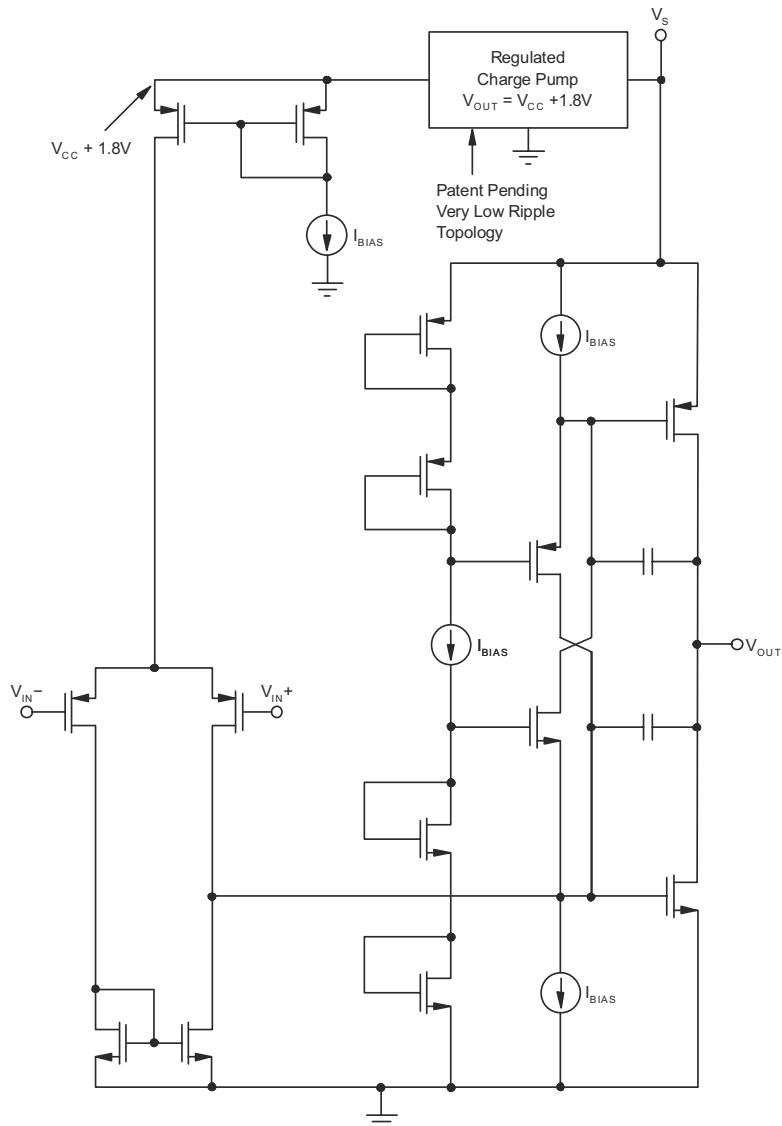 V_S
Regulated
Charge Pump
V_OUT = V_CC +1.8V
V_CC + 1.8V
Patent Pending
Very Low Ripple
Topology
I_BIAS
I_BIAS
I_BIAS
V_OUT
V_IN−
V_IN+
I_BIAS